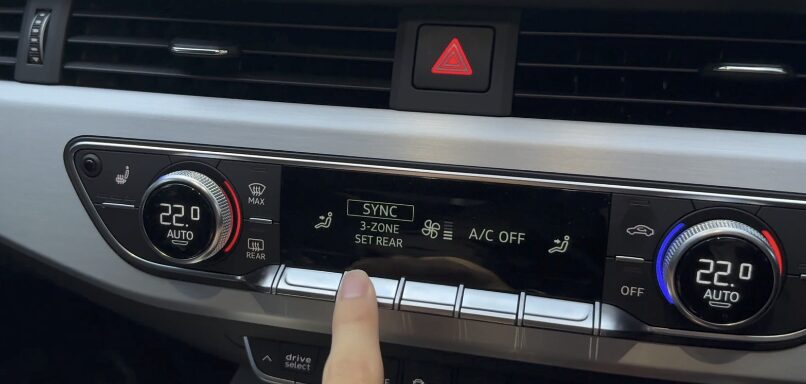 22.0
AUTO
MAX
REAR
SYNC
3-ZONE
SET REAR
A/C OFF
OFF
22.0
AUTO
drive
select